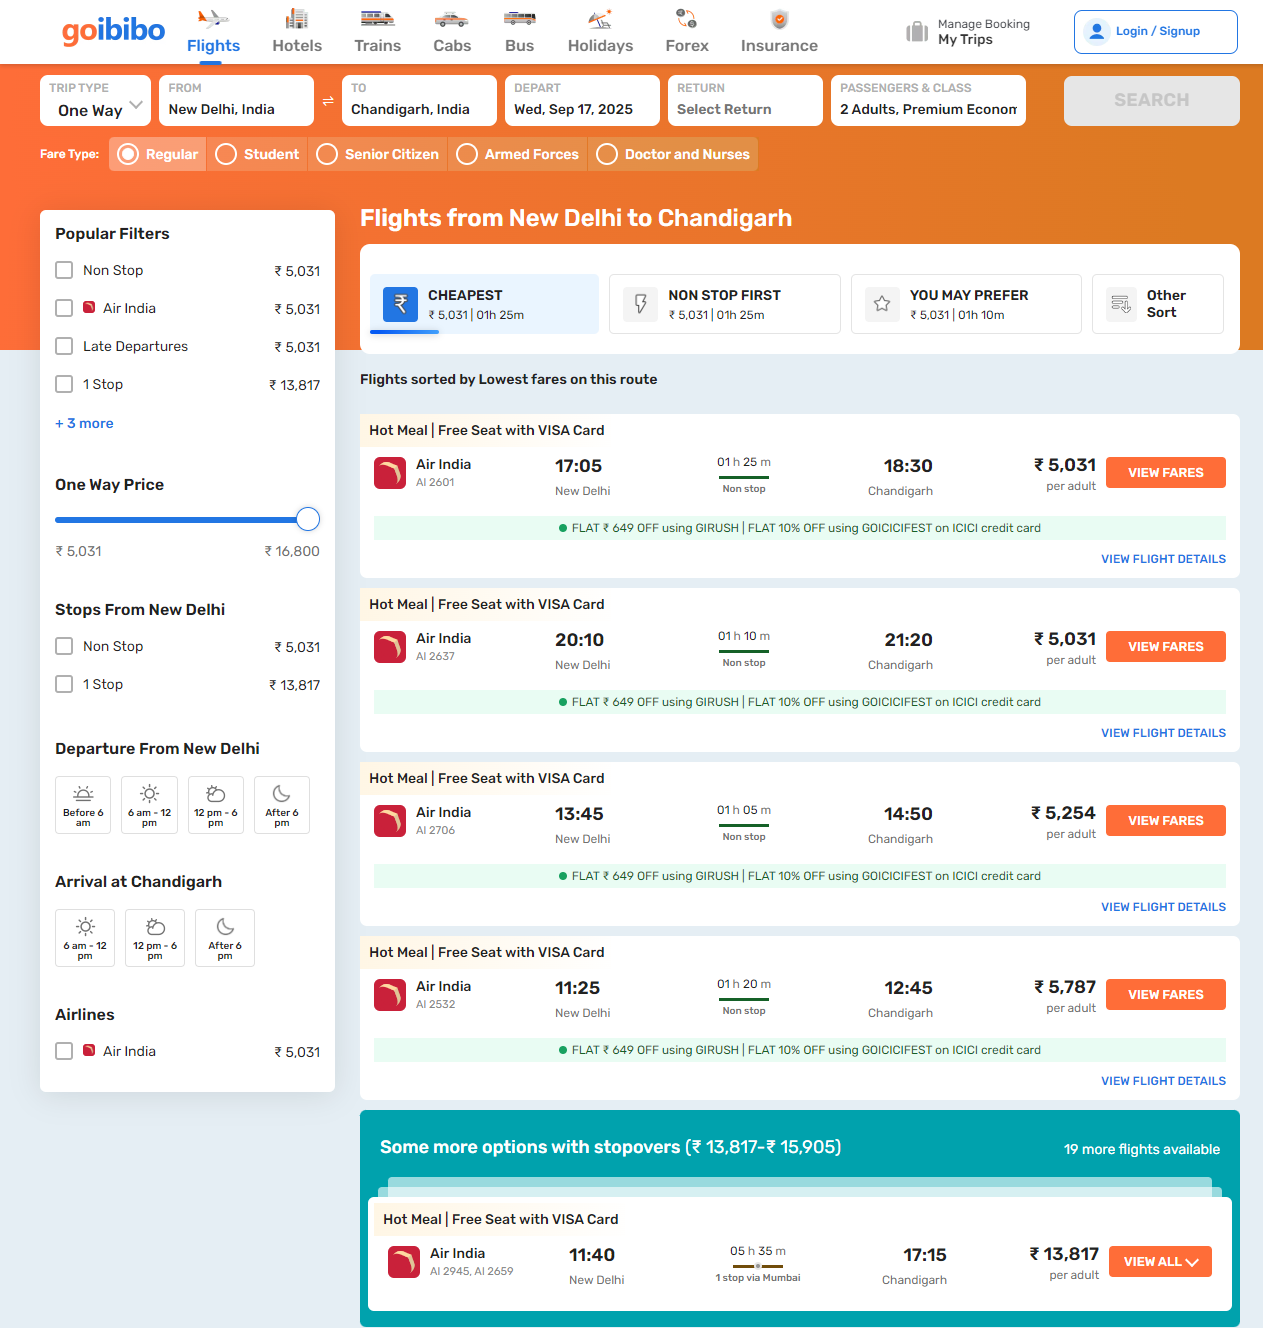 goibibo
Flights
Hotels
Trains
Cabs
Bus
Holidays
Forex
Insurance
Manage Booking
My Trips
Login / Signup
TRIP TYPE
One Way
FROM
New Delhi, India
TO
Chandigarh, India
DEPART
Wed, Sep 17, 2025
RETURN
Select Return
PASSENGERS & CLASS
2 Adults, Premium Econom
SEARCH
Fare Type:
Regular
Student
Senior Citizen
Armed Forces
Doctor and Nurses
Popular Filters
Non Stop ₹ 5,031
Air India ₹ 5,031
Late Departures ₹ 5,031
1 Stop ₹ 13,817
+ 3 more
One Way Price
₹ 5,031 ₹ 16,800
Stops From New Delhi
Non Stop ₹ 5,031
1 Stop ₹ 13,817
Departure From New Delhi
Before 6 am
6 am - 12 pm
12 pm - 6 pm
After 6 pm
Arrival at Chandigarh
6 am - 12 pm
12 pm - 6 pm
After 6 pm
Airlines
Air India ₹ 5,031
Flights from New Delhi to Chandigarh
CHEAPEST
₹ 5,031 | 01h 25m
NON STOP FIRST
₹ 5,031 | 01h 25m
YOU MAY PREFER
₹ 5,031 | 01h 10m
Other Sort
Flights sorted by Lowest fares on this route
Hot Meal | Free Seat with VISA Card
Air India 17:05 01 h 25 m 18:30 ₹ 5,031 VIEW FARES
AI 2601 New Delhi Non stop Chandigarh per adult
FLAT ₹ 649 OFF using GIRUSH | FLAT 10% OFF using GOICICIFEST on ICICI credit card
VIEW FLIGHT DETAILS
Hot Meal | Free Seat with VISA Card
Air India 20:10 01 h 10 m 21:20 ₹ 5,031 VIEW FARES
AI 2637 New Delhi Non stop Chandigarh per adult
FLAT ₹ 649 OFF using GIRUSH | FLAT 10% OFF using GOICICIFEST on ICICI credit card
VIEW FLIGHT DETAILS
Hot Meal | Free Seat with VISA Card
Air India 13:45 01 h 05 m 14:50 ₹ 5,254 VIEW FARES
AI 2706 New Delhi Non stop Chandigarh per adult
FLAT ₹ 649 OFF using GIRUSH | FLAT 10% OFF using GOICICIFEST on ICICI credit card
VIEW FLIGHT DETAILS
Hot Meal | Free Seat with VISA Card
Air India 11:25 01 h 20 m 12:45 ₹ 5,787 VIEW FARES
AI 2532 New Delhi Non stop Chandigarh per adult
FLAT ₹ 649 OFF using GIRUSH | FLAT 10% OFF using GOICICIFEST on ICICI credit card
VIEW FLIGHT DETAILS
Some more options with stopovers (₹ 13,817-₹ 15,905) 19 more flights available
Hot Meal | Free Seat with VISA Card
Air India 11:40 05 h 35 m 17:15 ₹ 13,817 VIEW ALL
AI 2945, AI 2659 New Delhi 1 stop via Mumbai Chandigarh per adult